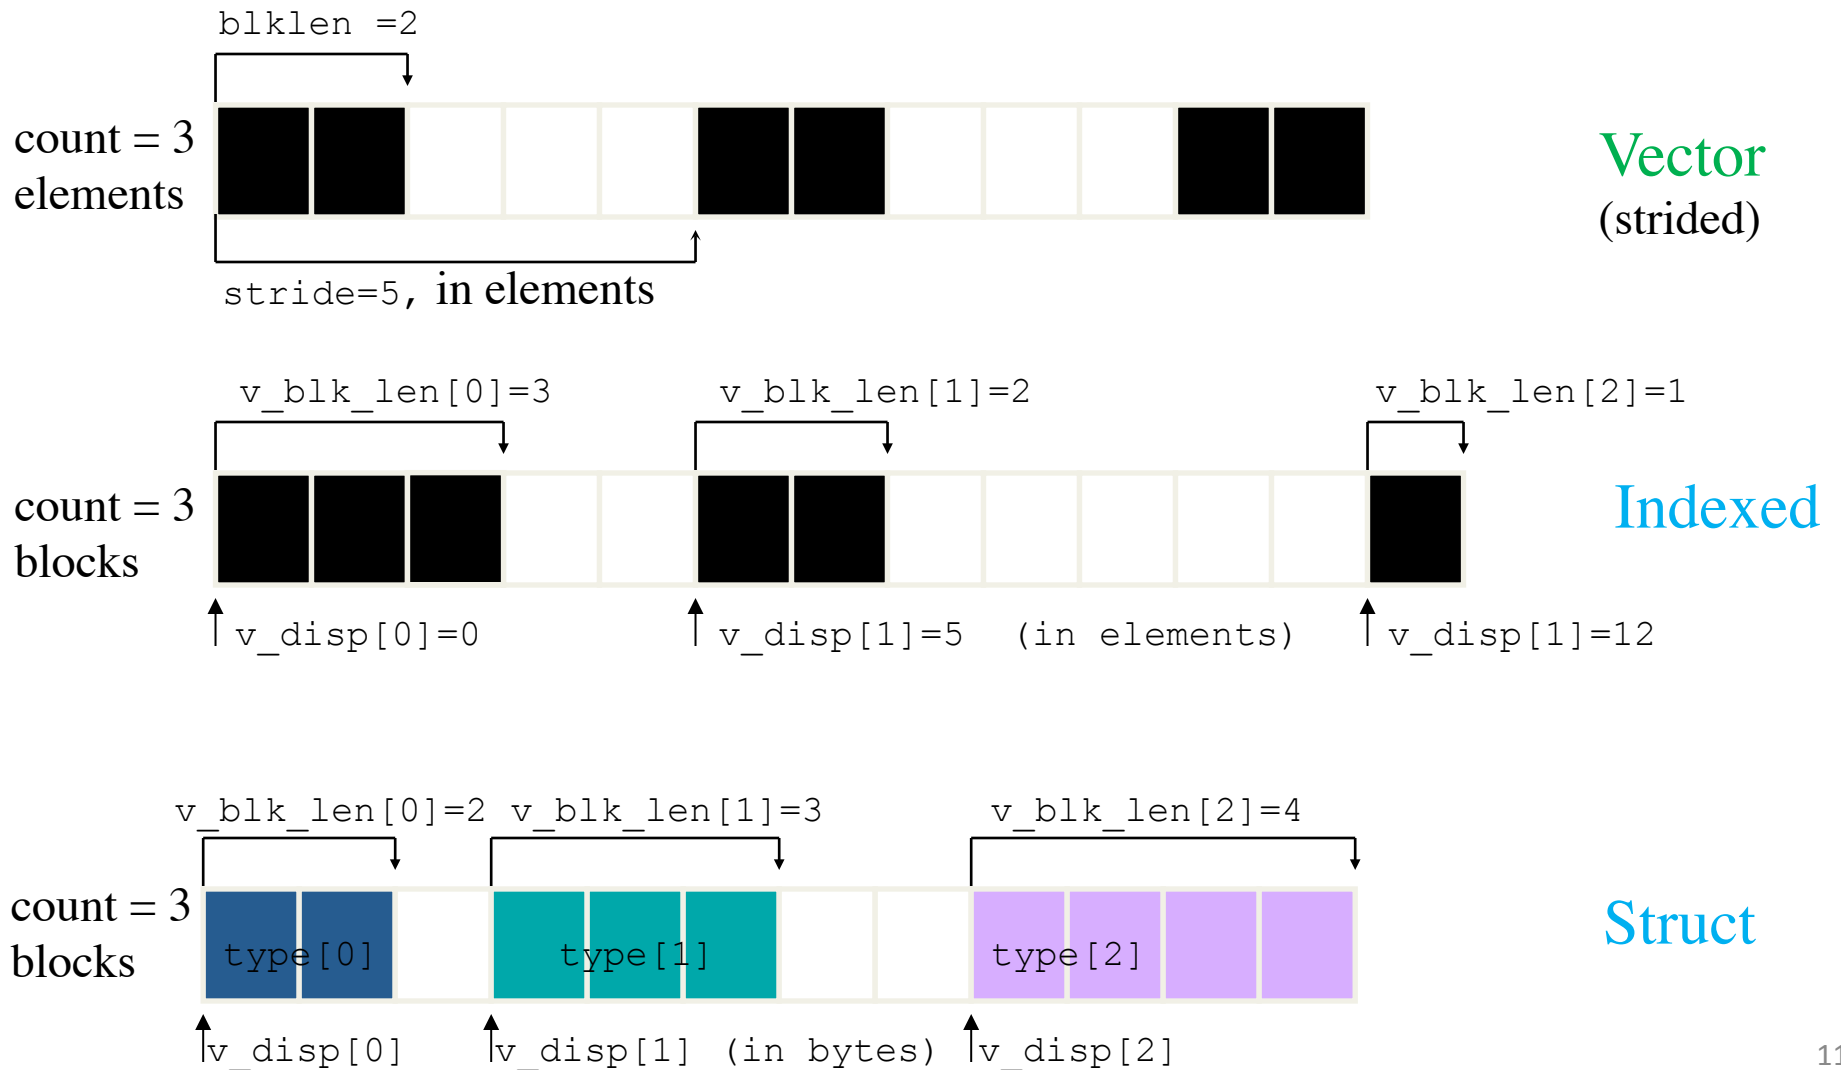 blklen =2
count = 3
elements
Vector
(strided)
stride=5, in elements
v_blk_len[0]=3
v_blk_len[1]=2
v_blk_len[2]=1
count = 3
blocks
Indexed
v_disp[0]=0
v_disp[1]=5 (in elements)
v_disp[1]=12
v_blk_len[0]=2
v_blk_len[1]=3
v_blk_len[2]=4
count = 3
blocks
type[0]
type[1]
type[2]
Struct
v_disp[0]
v_disp[1] (in bytes)
v_disp[2]
11